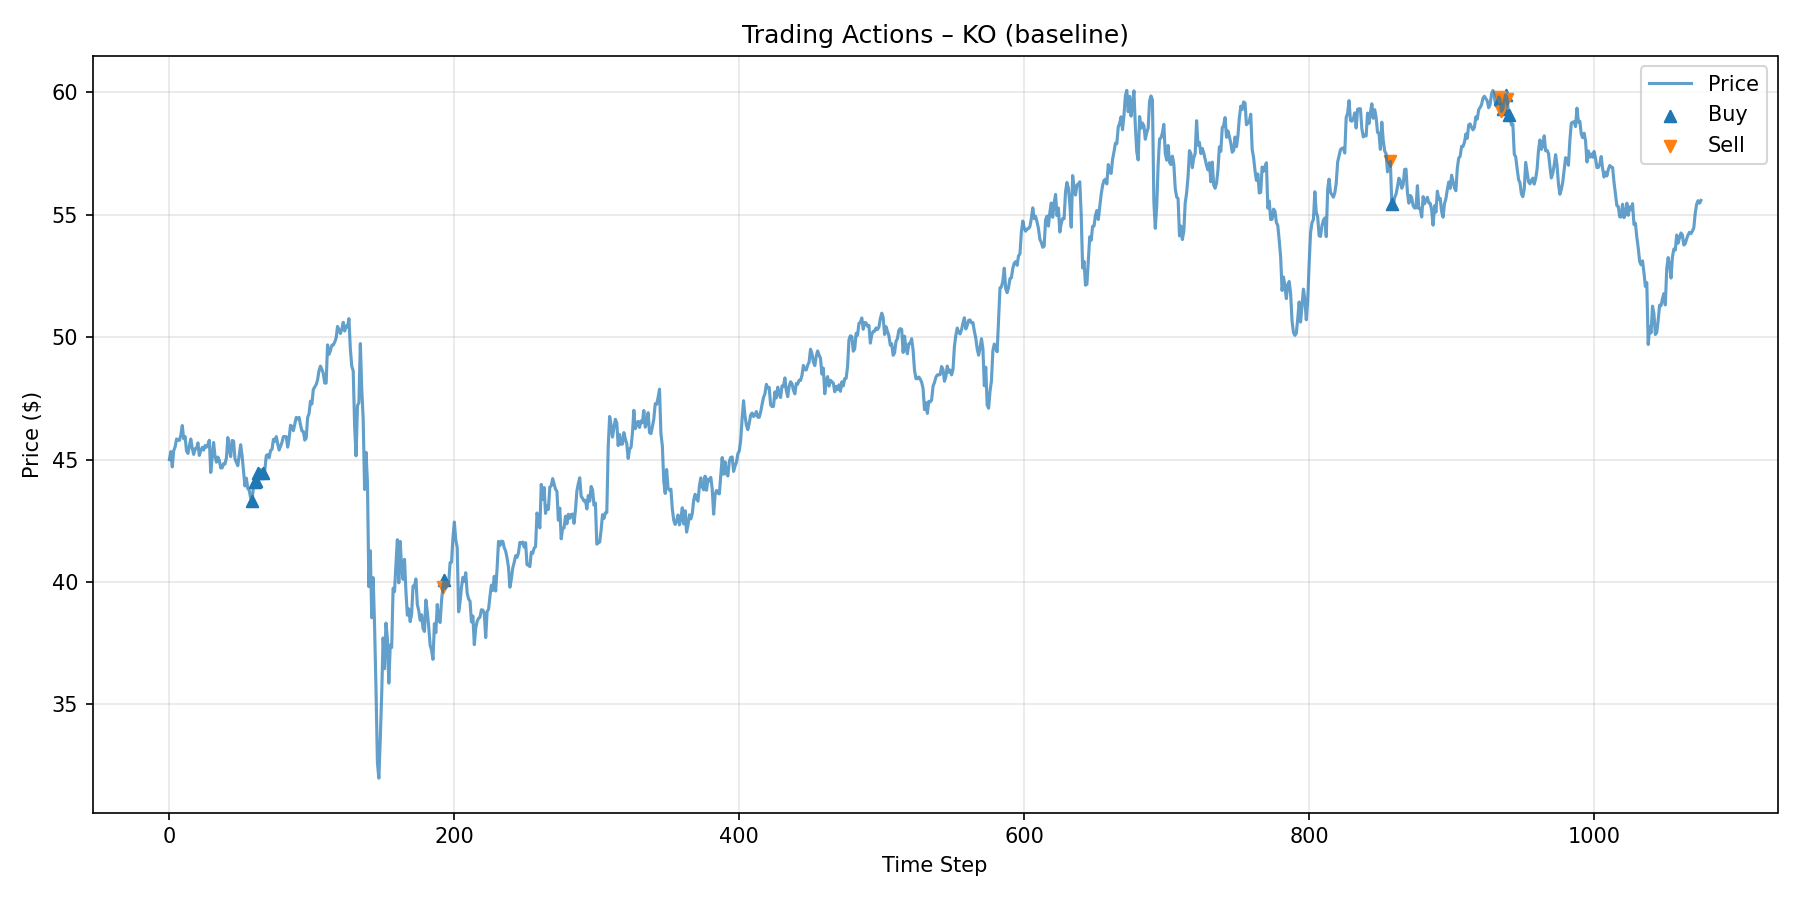 Trading Actions – KO (baseline)
Price ($)
60
55
50
45
40
35
Price
Buy
Sell
0 200 400 600 800 1000
Time Step